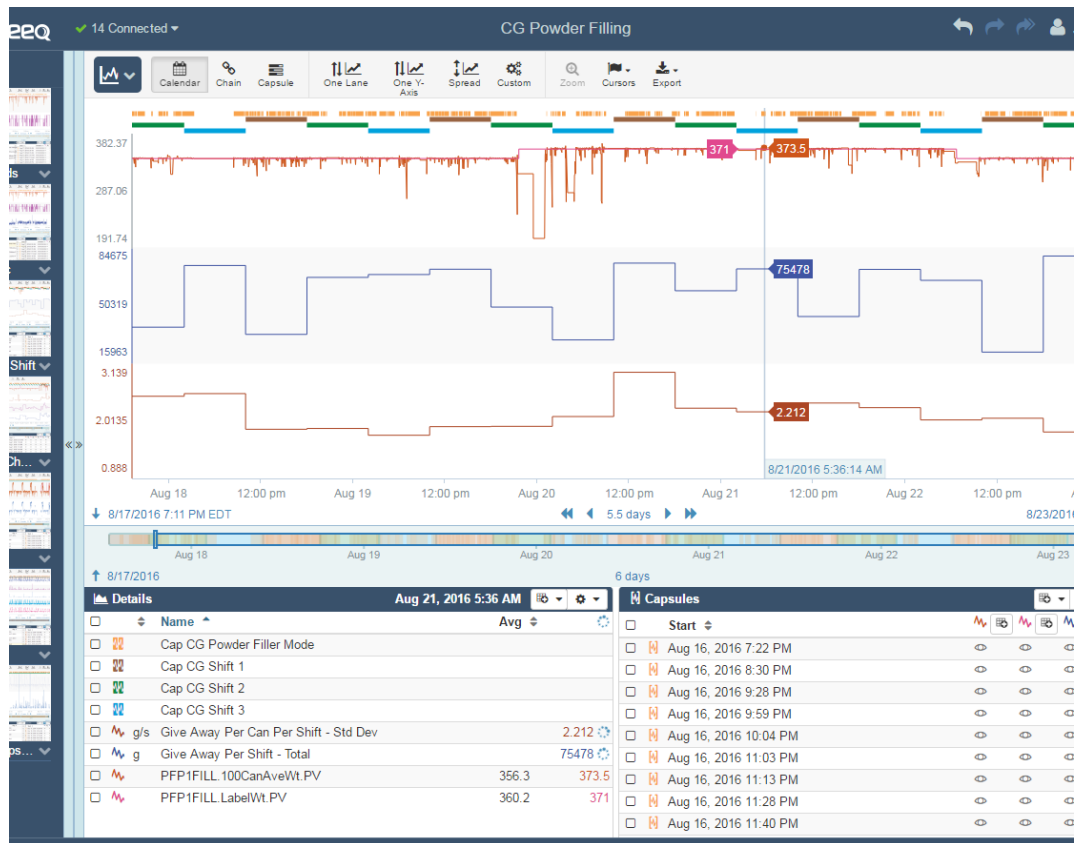 eeq 14 Connected CG Powder Filling
Calendar Chain Capsule One Lane One Y-Axis Spread Custom Zoom Cursors Export
382.37
371 373.5
287.06
191.74
84675
75478
50319
15963
3.139
2.212
2.0135
0.888
8/21/2016 5:36:14 AM
Aug 18 12:00 pm Aug 19 12:00 pm Aug 20 12:00 pm Aug 21 12:00 pm Aug 22 12:00 pm
8/17/2016 7:11 PM EDT 5.5 days 8/23/2016
Aug 18 Aug 19 Aug 20 Aug 21 Aug 22 Aug 23
8/17/2016 6 days
ds
Shift
Ch...
ps...
Details Aug 21, 2016 5:36 AM
Name Avg
Cap CG Powder Filler Mode
Cap CG Shift 1
Cap CG Shift 2
Cap CG Shift 3
g/s Give Away Per Can Per Shift - Std Dev 2.212
g Give Away Per Shift - Total 75478
PFP1FILL.100CanAveWt.PV 356.3 373.5
PFP1FILL.LabelWt.PV 360.2 371
Capsules
Start
Aug 16, 2016 7:22 PM
Aug 16, 2016 8:30 PM
Aug 16, 2016 9:28 PM
Aug 16, 2016 9:59 PM
Aug 16, 2016 10:04 PM
Aug 16, 2016 11:03 PM
Aug 16, 2016 11:13 PM
Aug 16, 2016 11:28 PM
Aug 16, 2016 11:40 PM